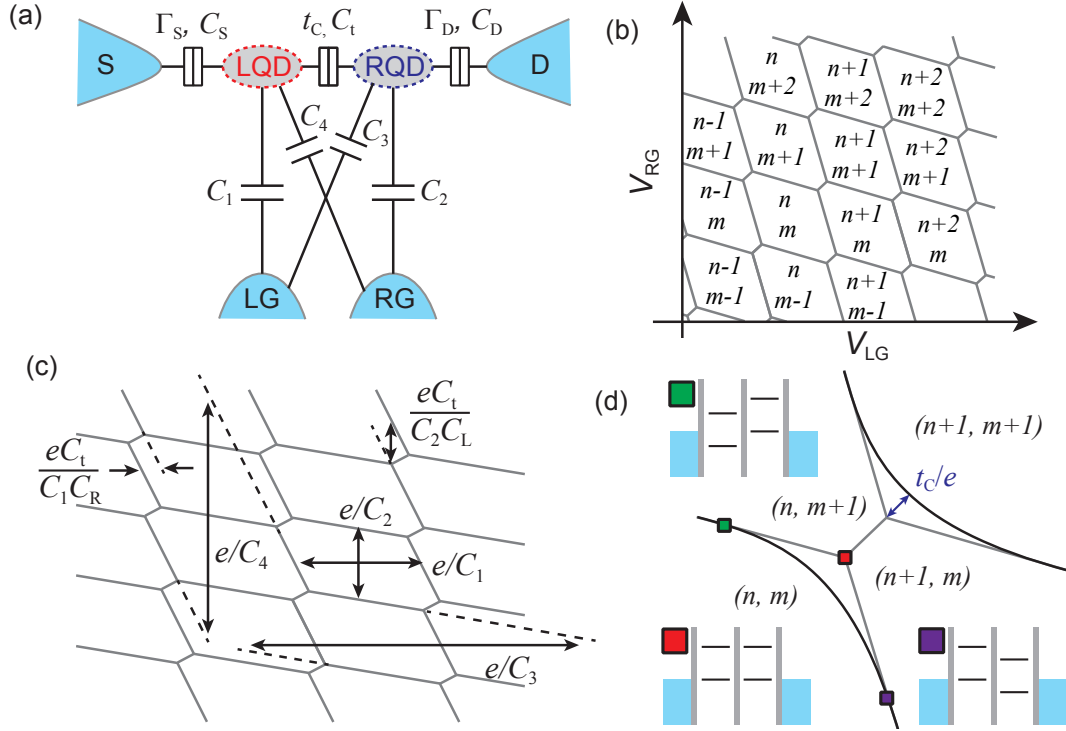 (a)
Γ_S, C_S
t_C, C_t
Γ_D, C_D
S
LQD
RQD
D
C_4
C_3
C_1
C_2
LG
RG
(b)
V_RG
n
m+2
n+1
m+2
n+2
m+2
n-1
m+1
n
m+1
n+1
m+1
n+2
m+1
n-1
m
n
m
n+1
m
n+2
m
n-1
m-1
n
m-1
n+1
m-1
V_LG
(c)
eC_t
C_2C_L
eC_t
C_1C_R
e/C_2
e/C_4
e/C_1
e/C_3
(d)
(n+1, m+1)
t_C/e
(n, m+1)
(n+1, m)
(n, m)